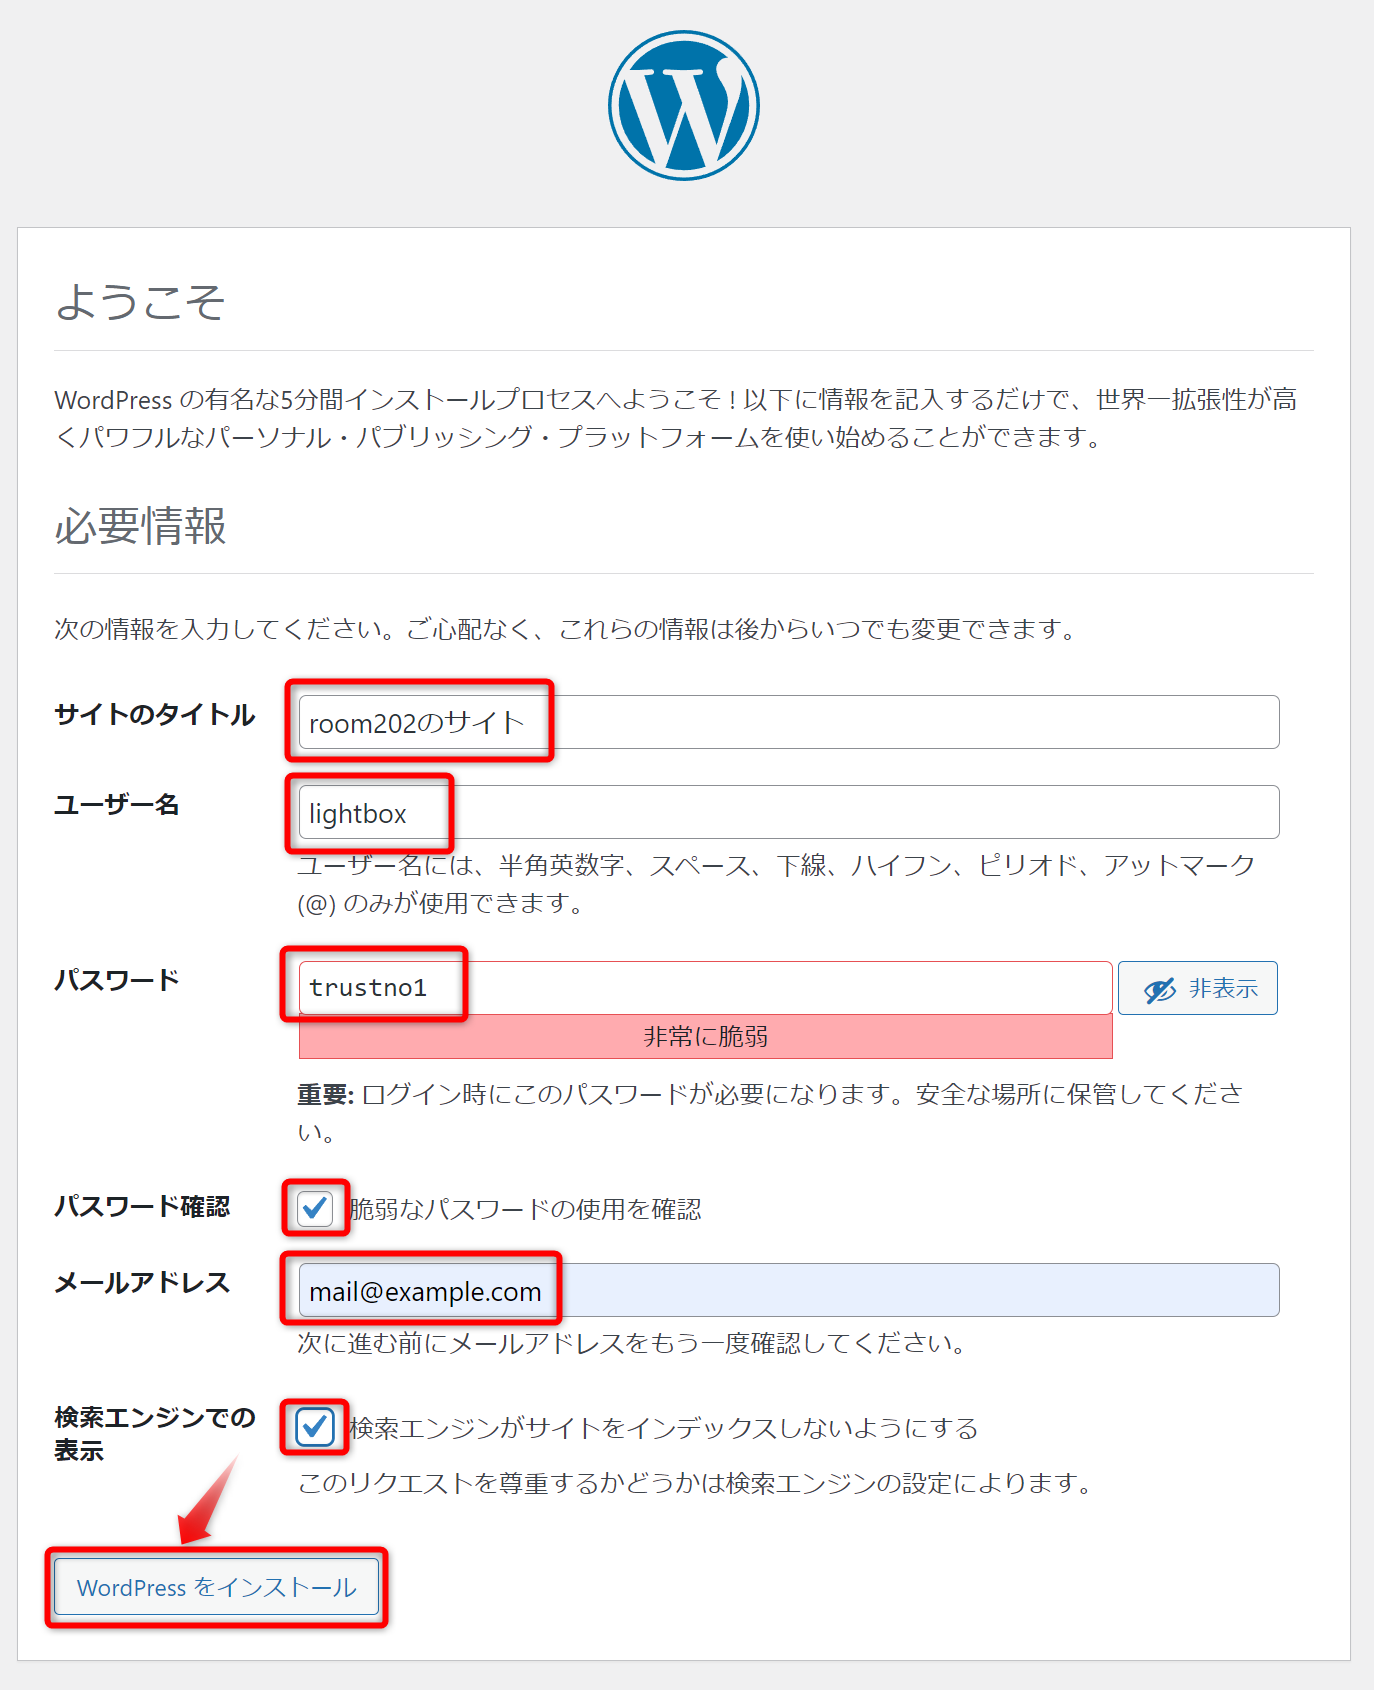 ようこそ
WordPress の有名な5分間インストールプロセスへようこそ ! 以下に情報を記入するだけで、世界一拡張性が高
くパワフルなパーソナル・パブリッシング・プラットフォームを使い始めることができます。
必要情報
次の情報を入力してください。ご心配なく、これらの情報は後からいつでも変更できます。
サイトのタイトル
room202のサイト
ユーザー名
lightbox
ユーザー名には、半角英数字、スペース、下線、ハイフン、ピリオド、アットマーク
(@) のみが使用できます。
パスワード
trustno1
非表示
非常に脆弱
重要: ログイン時にこのパスワードが必要になります。安全な場所に保管してくださ
い。
パスワード確認
脆弱なパスワードの使用を確認
メールアドレス
mail@example.com
次に進む前にメールアドレスをもう一度確認してください。
検索エンジンでの
表示
検索エンジンがサイトをインデックスしないようにする
このリクエストを尊重するかどうかは検索エンジンの設定によります。
WordPress をインストール